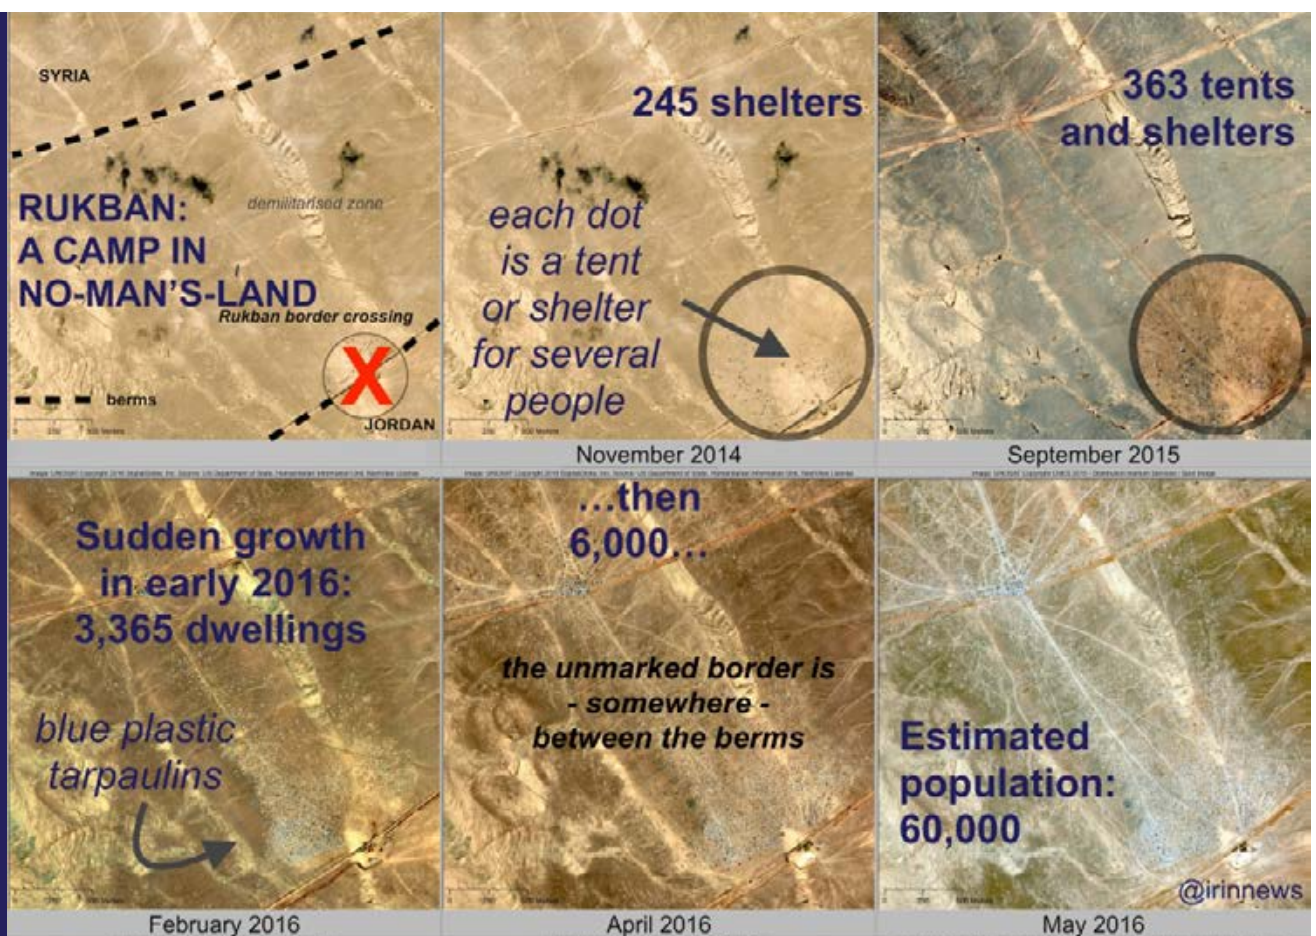 SYRIA
demilitarised zone
RUKBAN:
A CAMP IN
NO-MAN'S-LAND
Rukban border crossing
X
berms
JORDAN
245 shelters
each dot
is a tent
or shelter
for several
people
November 2014
363 tents
and shelters
September 2015
Sudden growth
in early 2016:
3,365 dwellings
blue plastic
tarpaulins
February 2016
...then
6,000...
the unmarked border is
- somewhere -
between the berms
April 2016
Estimated
population:
60,000
@irinnews
May 2016